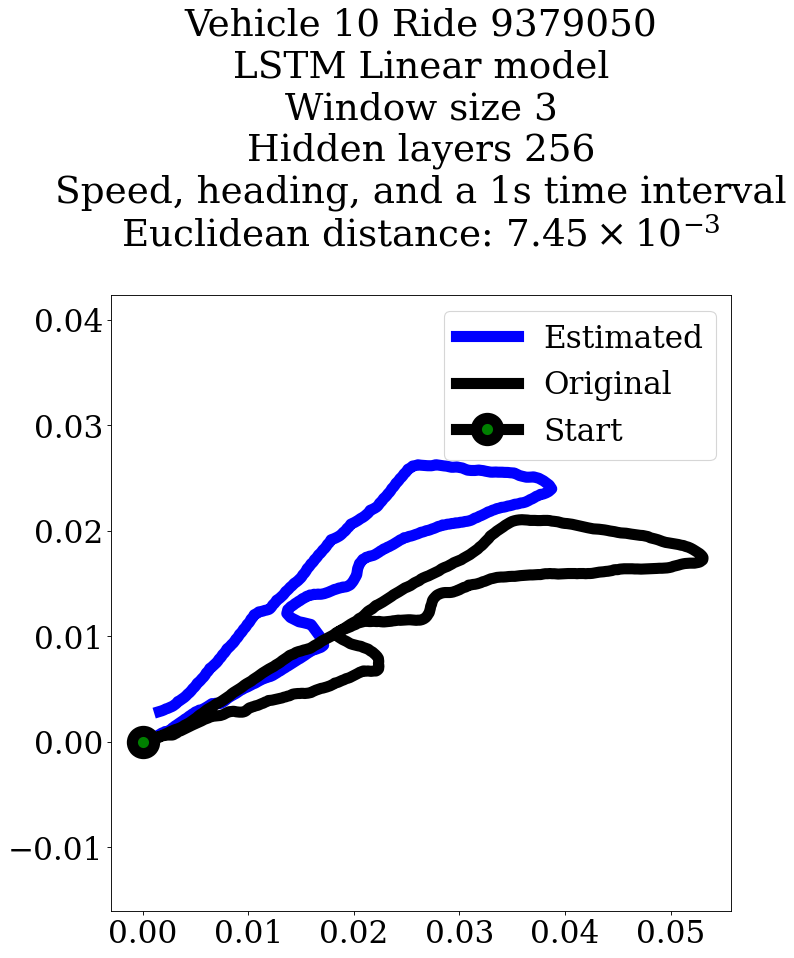 Vehicle 10 Ride 9379050
LSTM Linear model
Window size 3
Hidden layers 256
Speed, heading, and a 1s time interval
Euclidean distance: 7.45 × 10⁻³
Estimated
Original
Start
0.04
0.03
0.02
0.01
0.00
−0.01
0.00 0.01 0.02 0.03 0.04 0.05